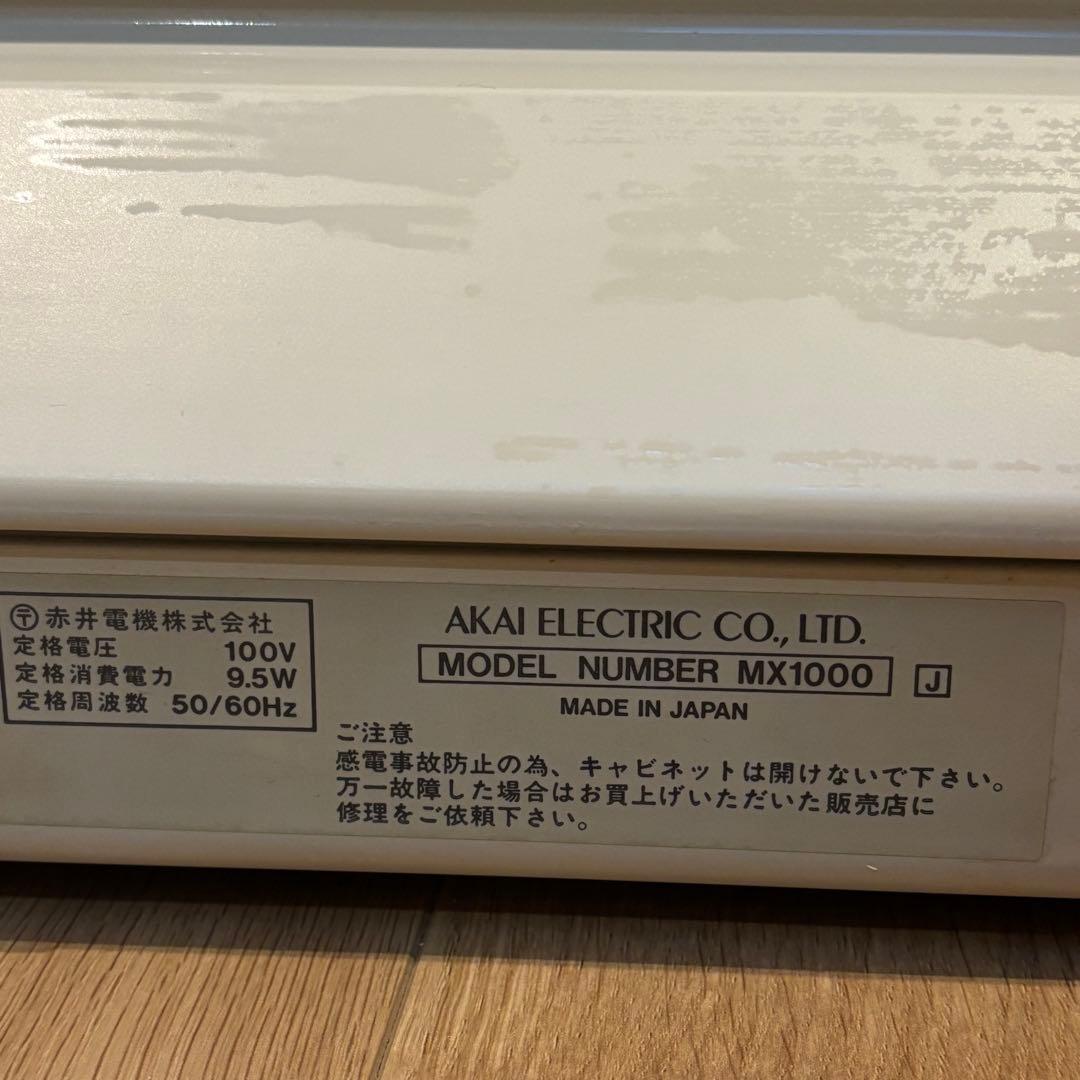 〒赤井電機株式会社
定格電圧 100V
定格消費電力 9.5W
定格周波数 50/60Hz
AKAI ELECTRIC CO., LTD.
MODEL NUMBER MX1000 J
MADE IN JAPAN
ご注意
感電事故防止の為、キャビネットは開けないで下さい。
万一故障した場合はお買上げいただいた販売店に
修理をご依頼下さい。